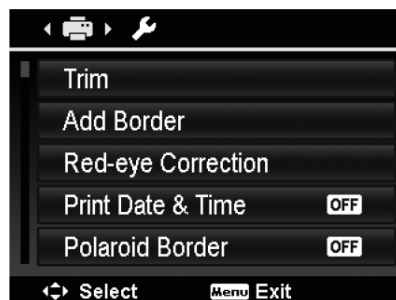 Trim
Add Border
Red-eye Correction
Print Date & Time OFF
Polaroid Border OFF
Select Menu Exit